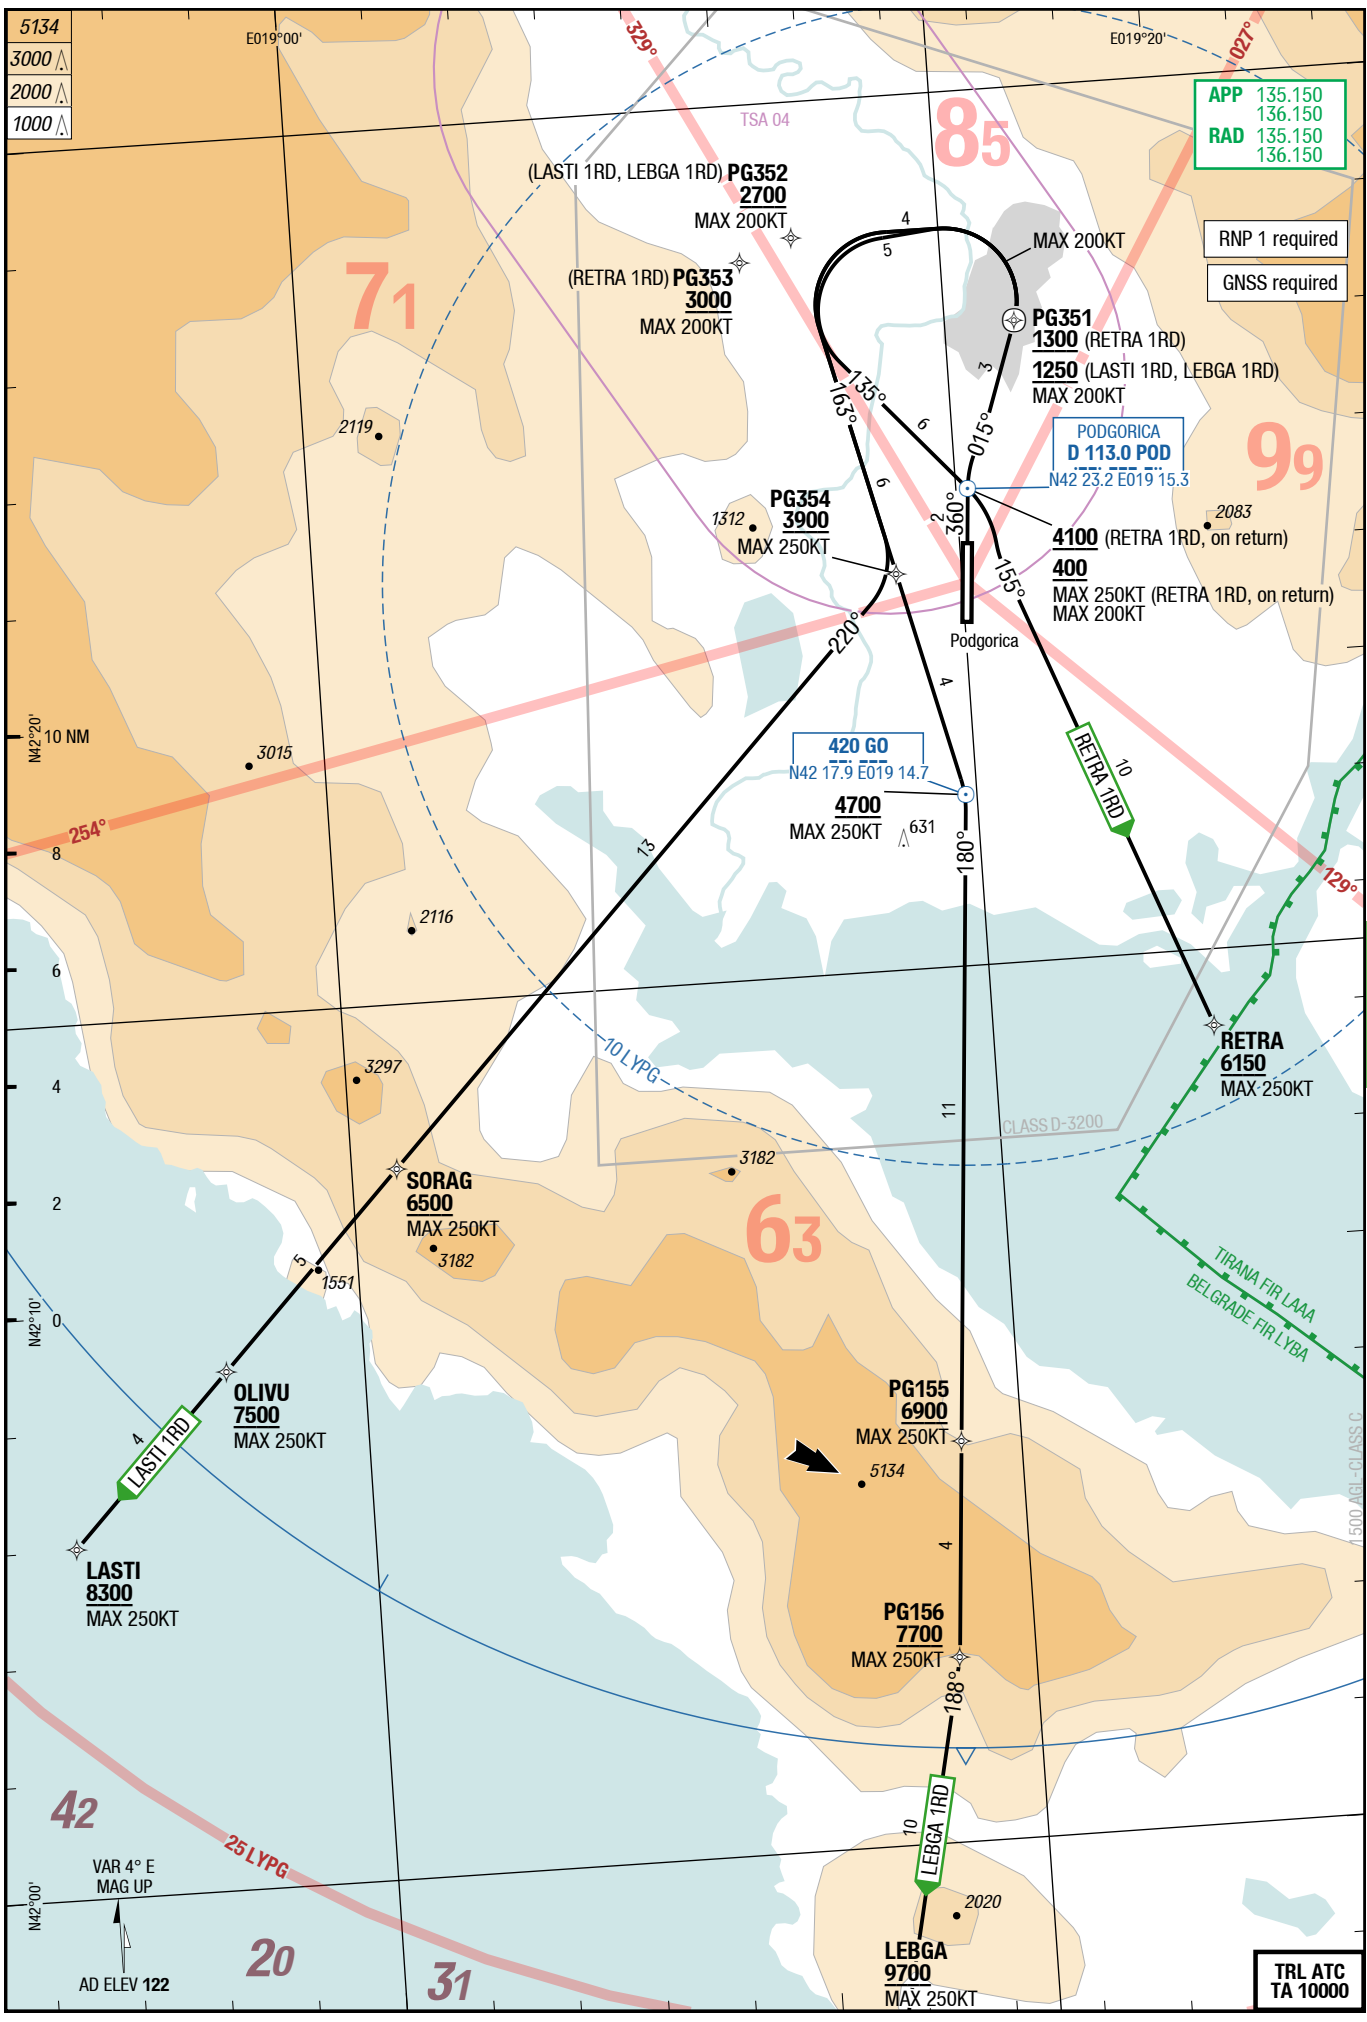 5134
3000
2000
1000
E019°00'
329°
E019°20'
027°
APP 135.150
136.150
RAD 135.150
136.150
TSA 04
85
(LASTI 1RD, LEBGA 1RD) PG352
2700
MAX 200KT
4
5
MAX 200KT
RNP 1 required
GNSS required
71
(RETRA 1RD) PG353
3000
MAX 200KT
PG351
1300 (RETRA 1RD)
1250 (LASTI 1RD, LEBGA 1RD)
MAX 200KT
3
135°
163°
6
015°
2119
PODGORICA
D 113.0 POD
N42 23.2 E019 15.3
99
6
PG354
3900
MAX 250KT
1312
2
360°
2083
4100 (RETRA 1RD, on return)
400
MAX 250KT (RETRA 1RD, on return)
MAX 200KT
155°
220°
Podgorica
4
N42°20'
10 NM
3015
420 GO
N42 17.9 E019 14.7
4700
MAX 250KT
631
RETRA 1RD
10
254°
8
13
180°
129°
2116
6
10 LYPG
RETRA
6150
MAX 250KT
3297
4
11
CLASS D-3200
3182
SORAG
6500
MAX 250KT
3182
2
63
5
1551
TIRANA FIR LAAA
BELGRADE FIR LYBA
N42°10'
0
OLIVU
7500
MAX 250KT
PG155
6900
MAX 250KT
4
LASTI 1RD
5134
1500 AGL-CLASS C
4
LASTI
8300
MAX 250KT
PG156
7700
MAX 250KT
188°
42
25 LYPG
10
LEBGA 1RD
VAR 4° E
MAG UP
N42°00'
2020
20
31
AD ELEV 122
LEBGA
9700
MAX 250KT
TRL ATC
TA 10000